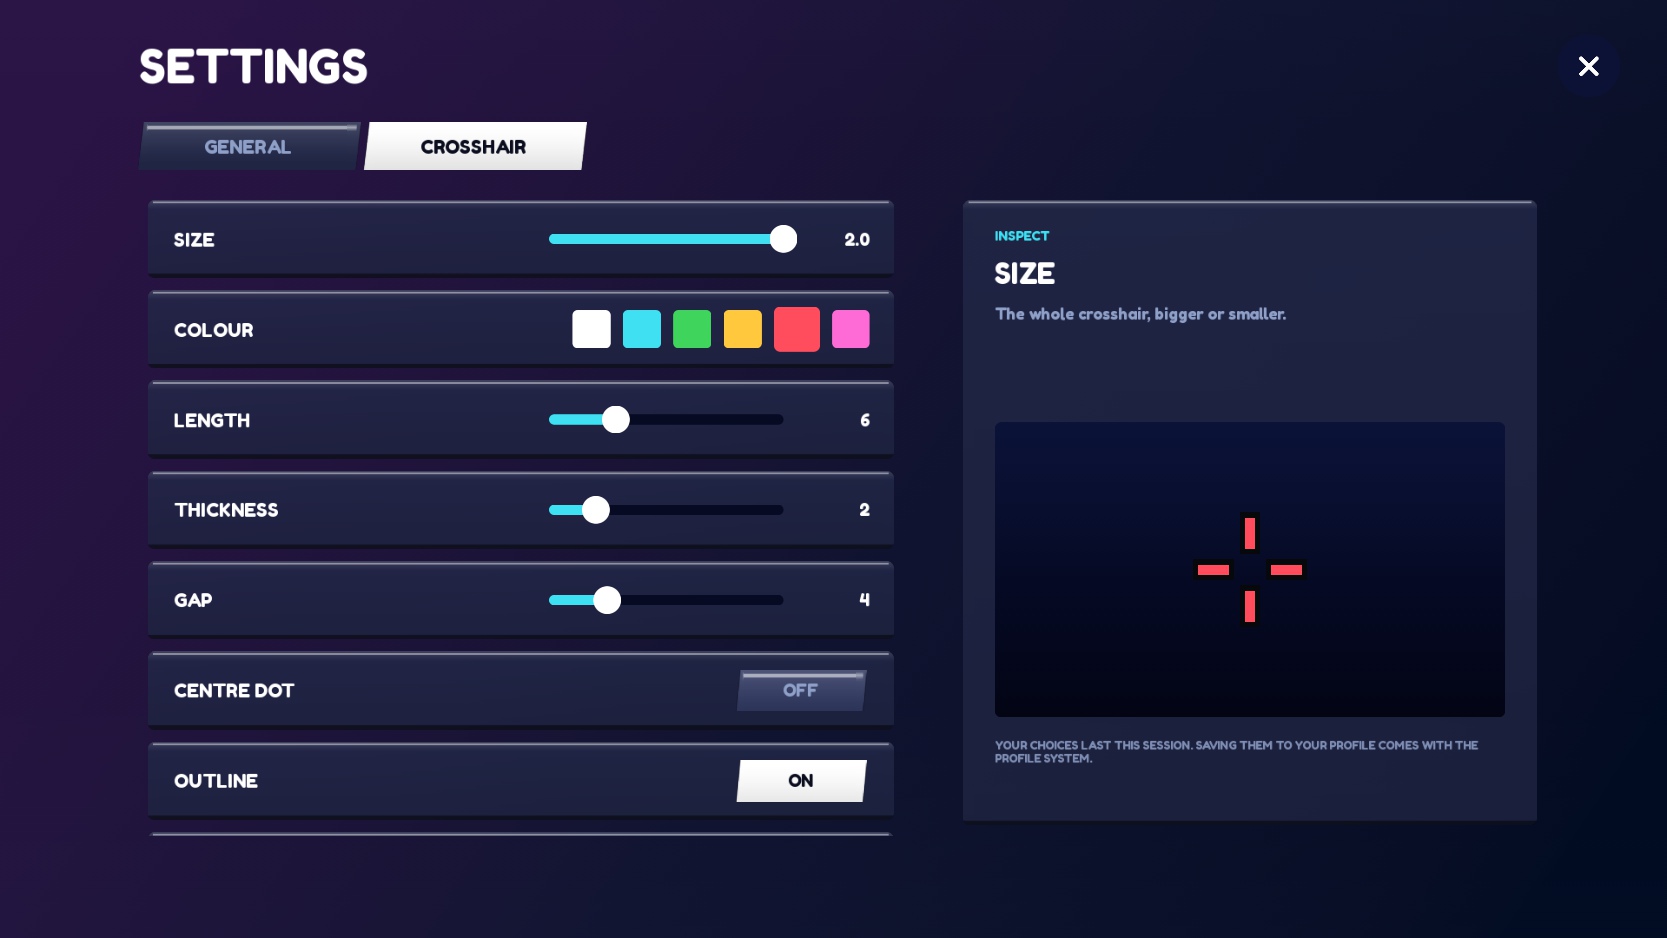 SETTINGS
GENERAL
CROSSHAIR
SIZE
2.0
COLOUR
LENGTH
6
THICKNESS
2
GAP
4
CENTRE DOT
OFF
OUTLINE
ON
INSPECT
SIZE
The whole crosshair, bigger or smaller.
YOUR CHOICES LAST THIS SESSION. SAVING THEM TO YOUR PROFILE COMES WITH THE
PROFILE SYSTEM.